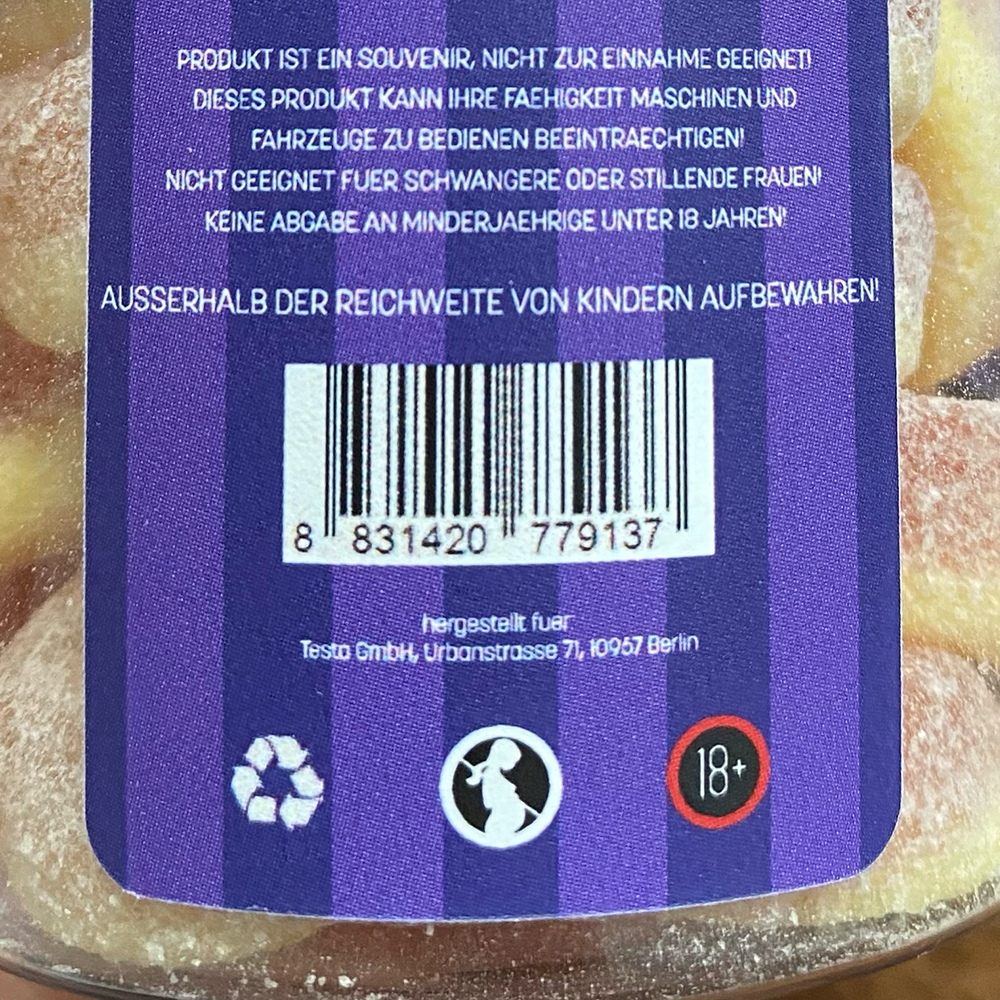 PRODUKT IST EIN SOUVENIR, NICHT ZUR EINNAHME GEEIGNET!
DIESES PRODUKT KANN IHRE FAEHIGKEIT MASCHINEN UND
FAHRZEUGE ZU BEDIENEN BEEINTRAECHTIGEN!
NICHT GEEIGNET FUER SCHWANGERE ODER STILLENDE FRAUEN!
KEINE ABGABE AN MINDERJAEHRIGE UNTER 18 JAHREN!
AUSSERHALB DER REICHWEITE VON KINDERN AUFBEWAHREN!
8 831420 779137
hergestellt fuer
Testa GmbH, Urbanstrasse 71, 10967 Berlin
18+